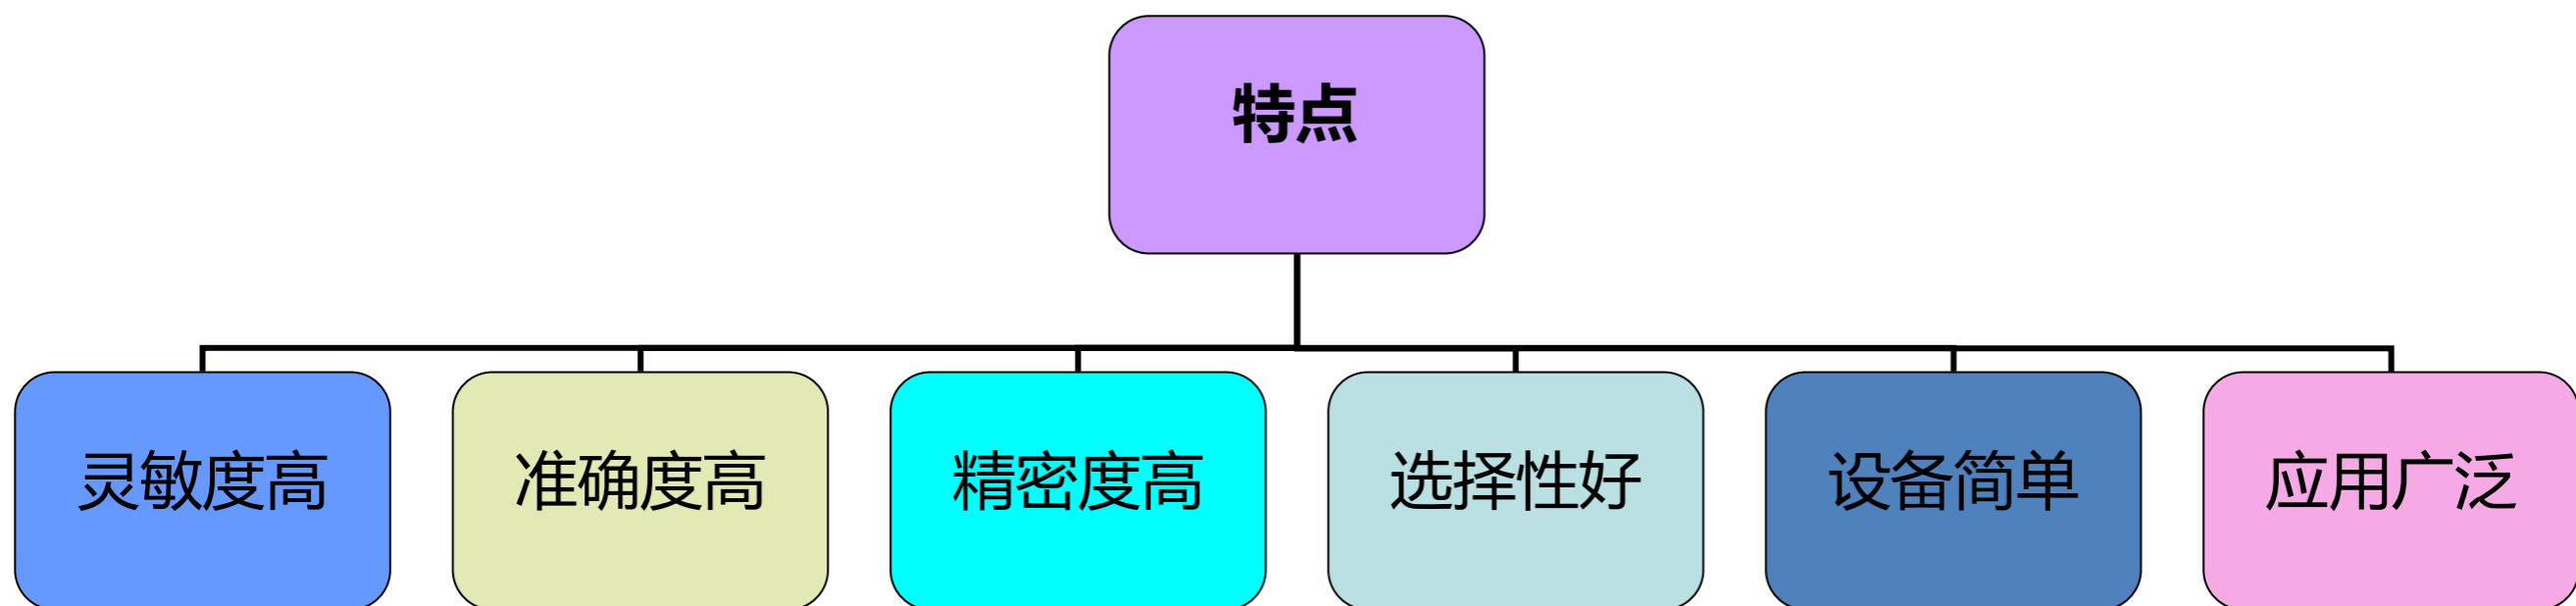 特点
灵敏度高
准确度高
精密度高
选择性好
设备简单
应用广泛